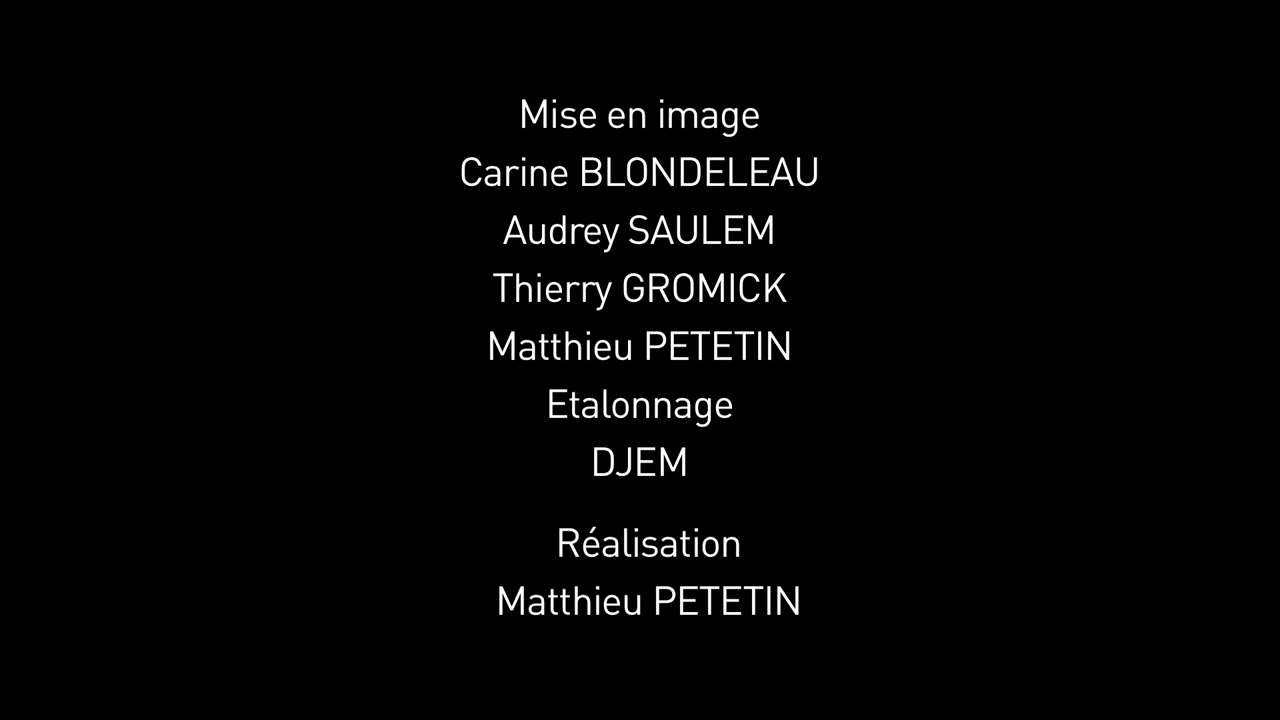 Mise en image
Carine BLONDELEAU
Audrey SAULEM
Thierry GROMICK
Matthieu PETETIN
Etalonnage
DJEM
Réalisation
Matthieu PETETIN